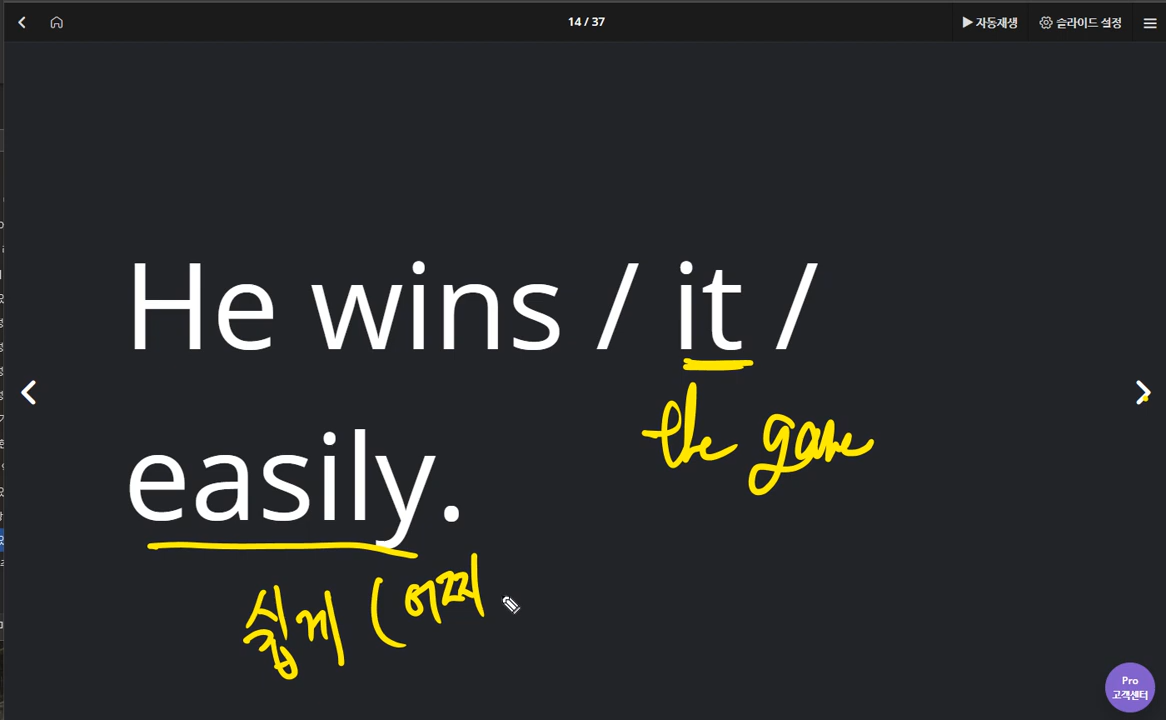 14 / 37
▶ 자동재생
슬라이드 설정
He wins / it /
the game
easily.
쉽게 (어찌
Pro
고객센터